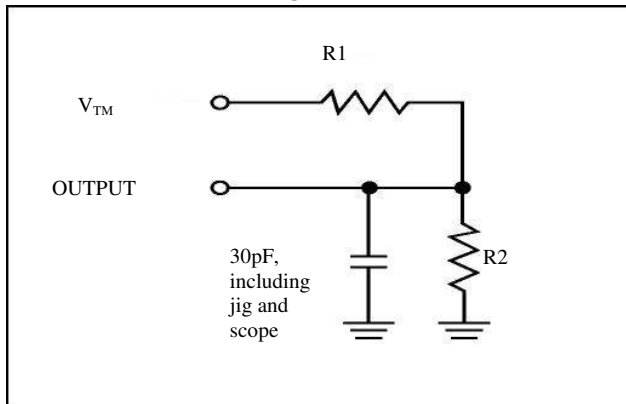 R1
V_TM
OUTPUT
30pF,
including
jig and
scope
R2